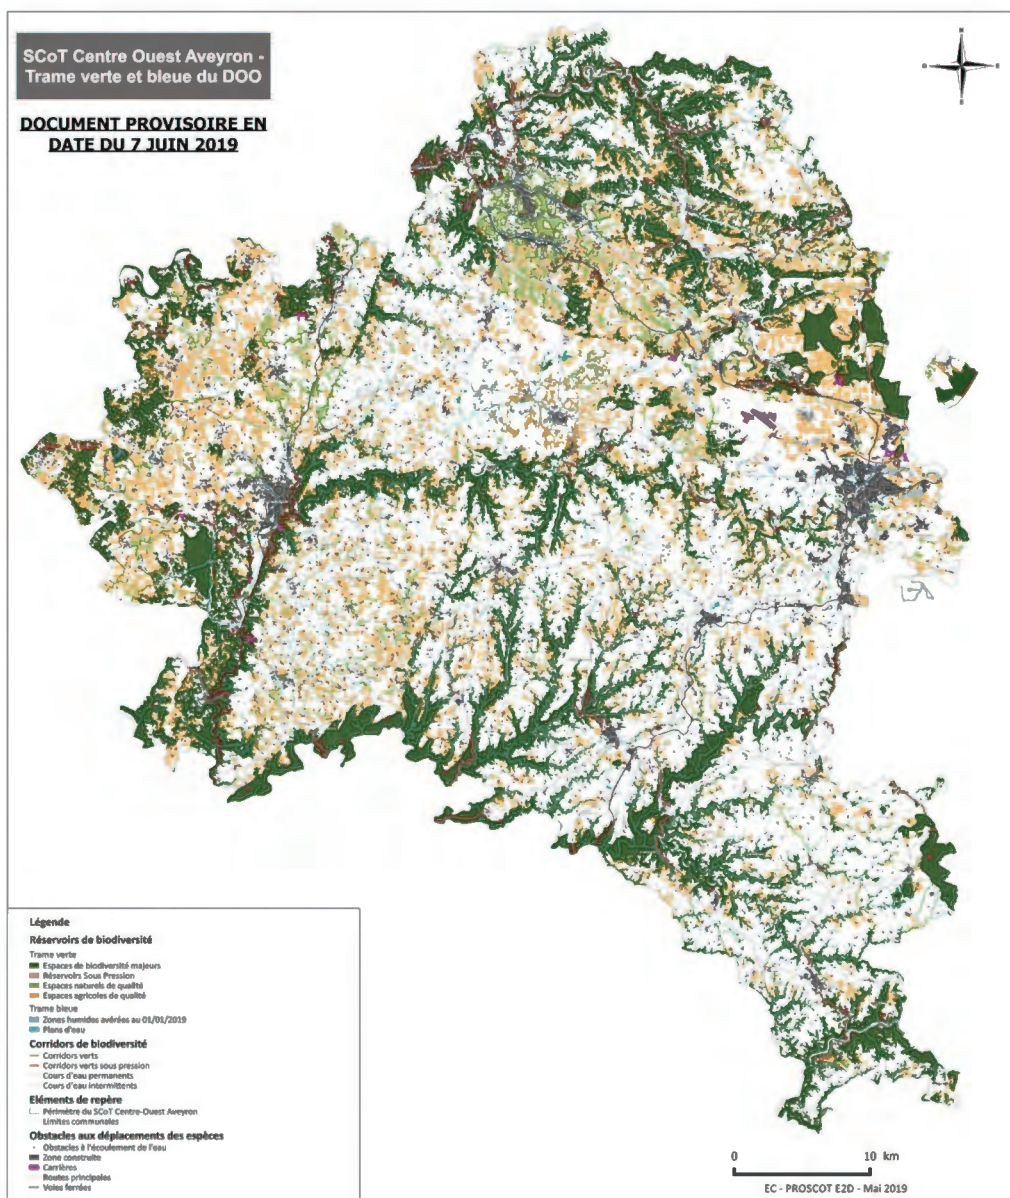 SCoT Centre Ouest Aveyron -
Trame verte et bleue du DOO
DOCUMENT PROVISOIRE EN
DATE DU 7 JUIN 2019
Légende
Réservoirs de biodiversité
Trame verte
Espaces de biodiversité majeurs
Réservoirs Sous Pression
Espaces naturels de qualité
Espaces agricoles de qualité
Trame bleue
Zones humides avérées au 01/01/2019
Plans d'eau
Corridors de biodiversité
Corridors verts
Corridors verts sous pression
Cours d'eau permanents
Cours d'eau intermittents
Eléments de repère
Périmètre du SCoT Centre-Ouest Aveyron
Limites communales
Obstacles aux déplacements des espèces
Obstacles à l'écoulement de l'eau
Zone construite
Carrières
Routes principales
Voies ferrées
0 10 km
EC - PROSCOT E2D - Mai 2019